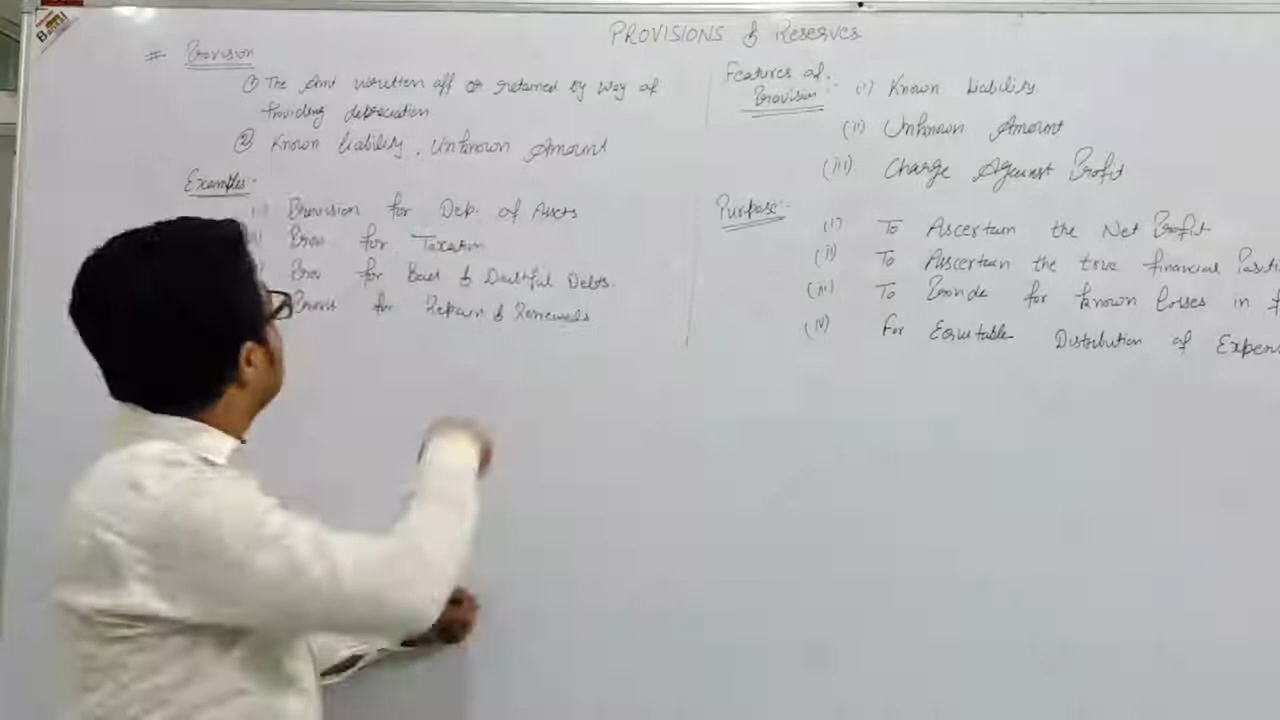 PROVISIONS & Reserves
# Provision
① The Amt written off or retained by way of
Providing depreciation.
② Known liability, Unknown Amount
Examples:-
Provision for Dep. of Assets
Prov for Taxation
Prov for Bad & Doubtful Debts.
for Repairs & Renewals
Features of
Provision:-
(i) Known Liability
(ii) Unknown Amount
(iii) Charge Against Profit
Purpose:-
(i) To Ascertain the Net Profit
(ii) To Ascertain the true financial Positi
(iii) To Provide for known losses in f
(iv) For Equitable Distribution of Expen